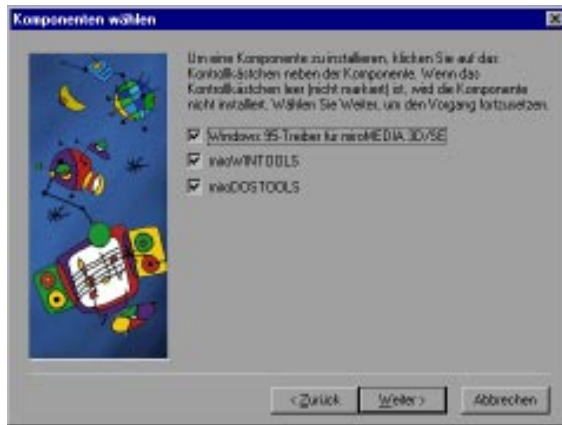 Komponenten wählen
Um eine Komponente zu installieren, klicken Sie auf das
Kontrollkästchen neben der Komponente. Wenn das
Kontrollkästchen leer (nicht markiert) ist, wird die Komponente
nicht installiert. Wählen Sie Weiter, um den Vorgang fortzusetzen.
Windows 95-Treiber für miroMEDIA 3D/SE
miroWINTOOLS
miroDOSTOOLS
< Zurück
Weiter >
Abbrechen